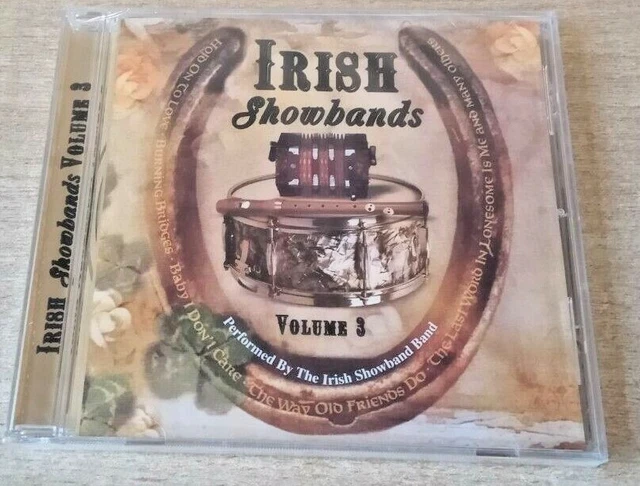 Irish Showbands Volume 3
Irish
Showbands
Hold On To Love · Burning Bridges · Baby I Don't Care · The Way Old Friends Do · The Last Word In Lonesome Is Me and many others
Volume 3
Performed By The Irish Showband Band